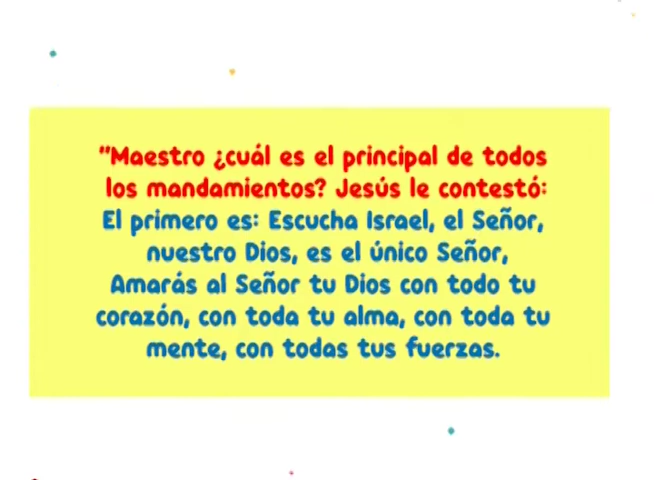 "Maestro ¿cuál es el principal de todos
los mandamientos? Jesús le contestó:
El primero es: Escucha Israel, el Señor,
nuestro Dios, es el único Señor,
Amarás al Señor tu Dios con todo tu
corazón, con toda tu alma, con toda tu
mente, con todas tus fuerzas.